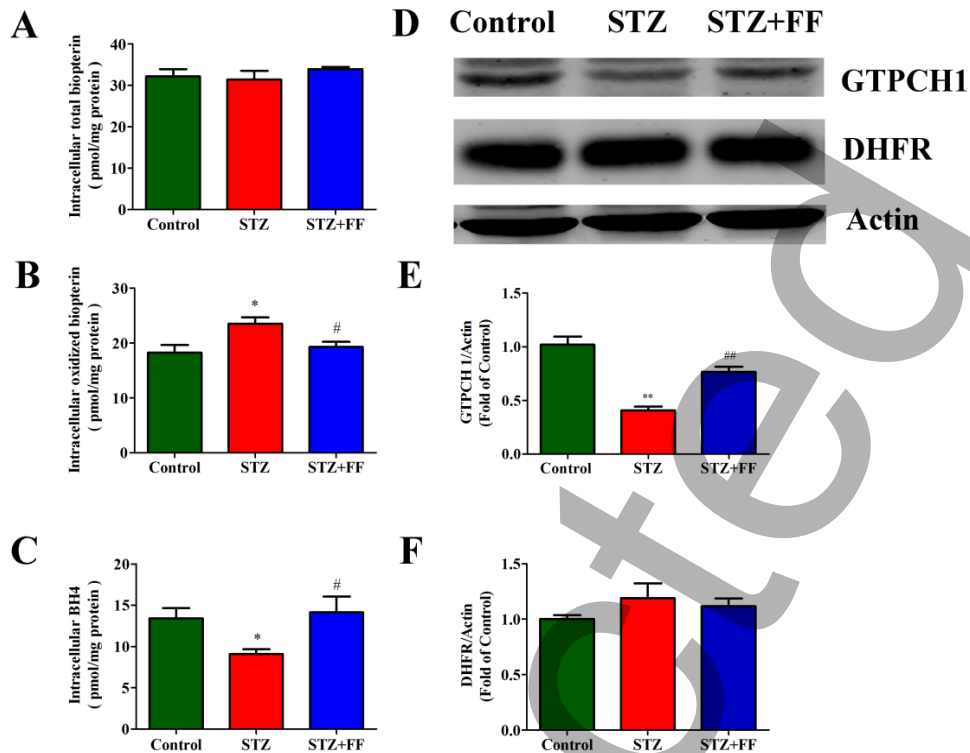 A
Intracellular total biopterin
( pmol/mg protein )
40
30
20
10
0
Control STZ STZ+FF
B
Intracellular oxidized biopterin
( pmol/mg protein )
30
20
10
0
*
#
Control STZ STZ+FF
C
Intracellular BH4
( pmol/mg protein )
20
15
10
5
0
*
#
Control STZ STZ+FF
D
Control STZ STZ+FF
GTPCH1
DHFR
Actin
E
GTPCH 1/Actin
(Fold of Control)
1.5
1.0
0.5
0.0
**
##
Control STZ STZ+FF
F
DHFR/Actin
(Fold of Control)
1.5
1.0
0.5
0.0
Control STZ STZ+FF
cted